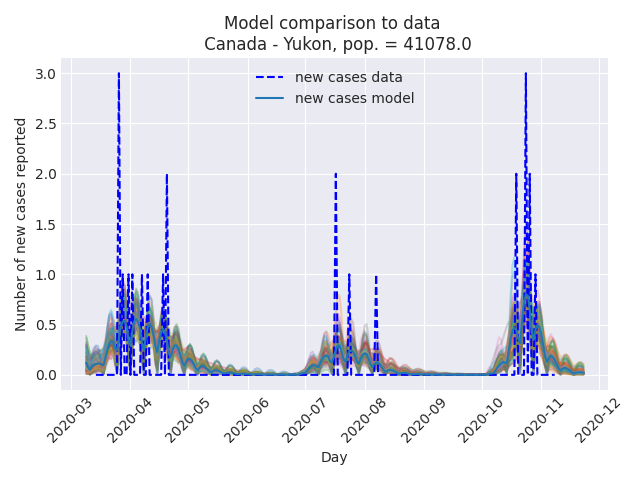 Model comparison to data
Canada - Yukon, pop. = 41078.0
new cases data
new cases model
Number of new cases reported
3.0
2.5
2.0
1.5
1.0
0.5
0.0
2020-03
2020-04
2020-05
2020-06
2020-07
2020-08
2020-09
2020-10
2020-11
2020-12
Day